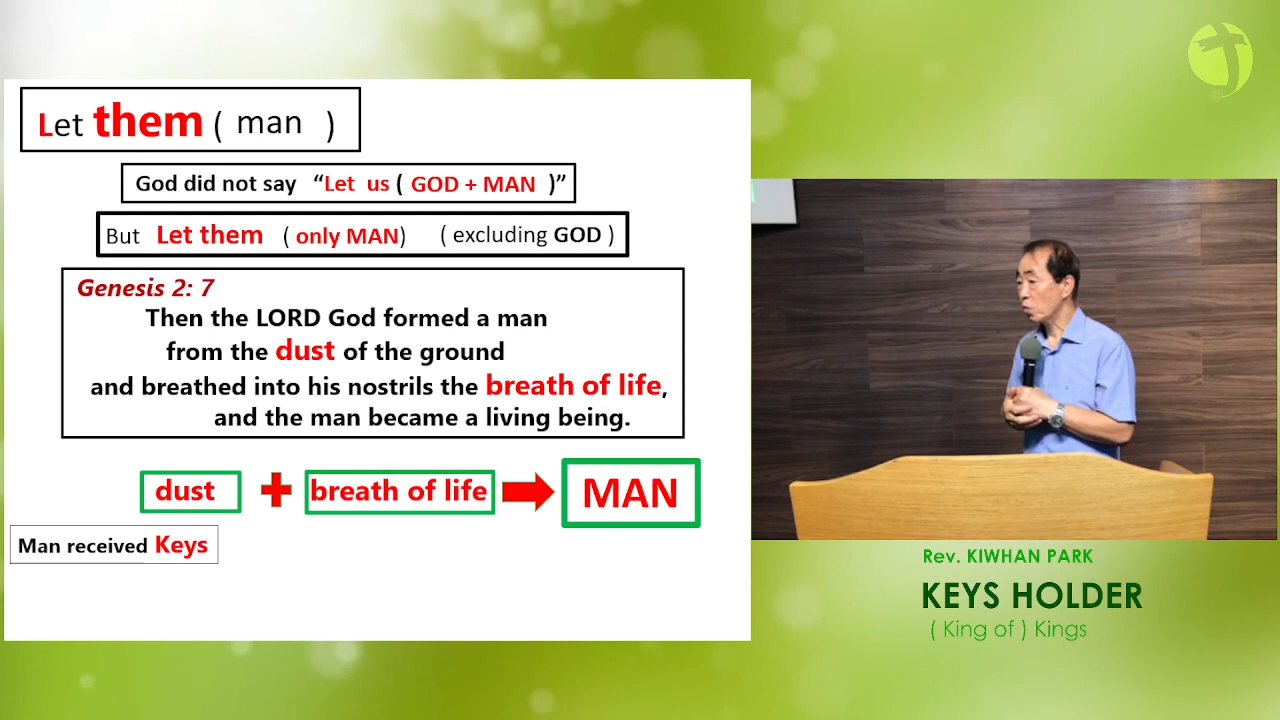 Let them ( man )
God did not say “Let us ( GOD + MAN )”
But Let them ( only MAN) ( excluding GOD )
Genesis 2: 7
Then the LORD God formed a man
from the dust of the ground
and breathed into his nostrils the breath of life,
and the man became a living being.
dust + breath of life MAN
Man received Keys
Rev. KIWHAN PARK
KEYS HOLDER
( King of ) Kings